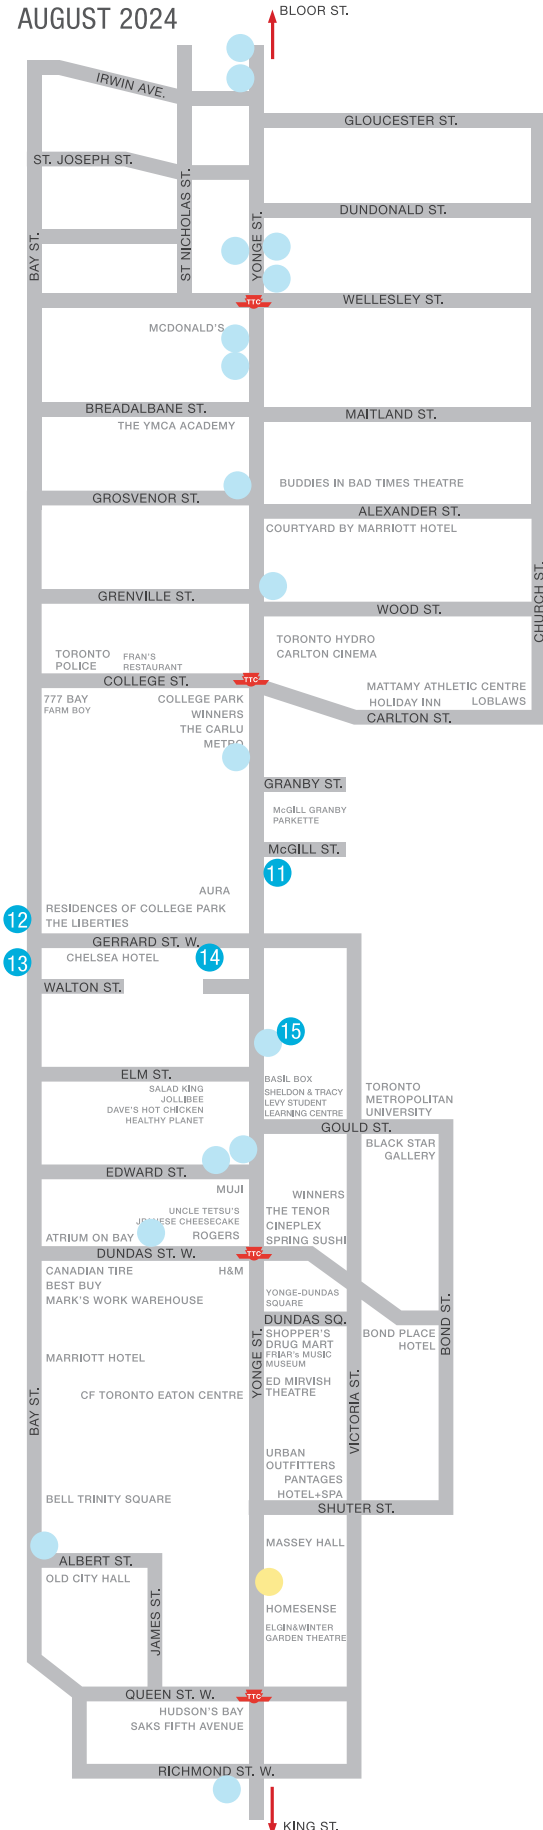 AUGUST 2024
BLOOR ST.
IRWIN AVE.
GLOUCESTER ST.
ST. JOSEPH ST.
ST NICHOLAS ST.
DUNDONALD ST.
BAY ST.
YONGE ST.
TTC
WELLESLEY ST.
MCDONALD'S
BREADALBANE ST.
MAITLAND ST.
THE YMCA ACADEMY
BUDDIES IN BAD TIMES THEATRE
GROSVENOR ST.
ALEXANDER ST.
COURTYARD BY MARRIOTT HOTEL
CHURCH ST.
GRENVILLE ST.
WOOD ST.
TORONTO HYDRO
CARLTON CINEMA
TORONTO
POLICE
FRAN'S
RESTAURANT
COLLEGE ST.
TTC
MATTAMY ATHLETIC CENTRE
HOLIDAY INN
LOBLAWS
CARLTON ST.
777 BAY
FARM BOY
COLLEGE PARK
WINNERS
THE CARLU
METRO
GRANBY ST.
McGILL GRANBY
PARKETTE
McGILL ST.
11
AURA
12
RESIDENCES OF COLLEGE PARK
THE LIBERTIES
GERRARD ST. W.
13
CHELSEA HOTEL
14
WALTON ST.
15
ELM ST.
SALAD KING
JOLLIBEE
DAVE'S HOT CHICKEN
HEALTHY PLANET
BASIL BOX
SHELDON & TRACY
LEVY STUDENT
LEARNING CENTRE
TORONTO
METROPOLITAN
UNIVERSITY
GOULD ST.
BLACK STAR
GALLERY
EDWARD ST.
MUJI
WINNERS
UNCLE TETSU'S
CHEESECAKE
ROGERS
THE TENOR
CINEPLEX
SPRING SUSHI
ATRIUM ON BAY
DUNDAS ST. W.
TTC
CANADIAN TIRE
BEST BUY
MARK'S WORK WAREHOUSE
H&M
YONGE-DUNDAS
SQUARE
DUNDAS SQ.
BOND ST.
SHOPPER'S
DRUG MART
FRIAR's MUSIC
MUSEUM
BOND PLACE
HOTEL
MARRIOTT HOTEL
YONGE ST.
ED MIRVISH
THEATRE
CF TORONTO EATON CENTRE
BAY ST.
VICTORIA ST.
URBAN
OUTFITTERS
PANTAGES
HOTEL+SPA
BELL TRINITY SQUARE
SHUTER ST.
MASSEY HALL
ALBERT ST.
OLD CITY HALL
JAMES ST.
HOMESENSE
ELGIN&WINTER
GARDEN THEATRE
QUEEN ST. W.
TTC
HUDSON'S BAY
SAKS FIFTH AVENUE
RICHMOND ST. W.
KING ST.